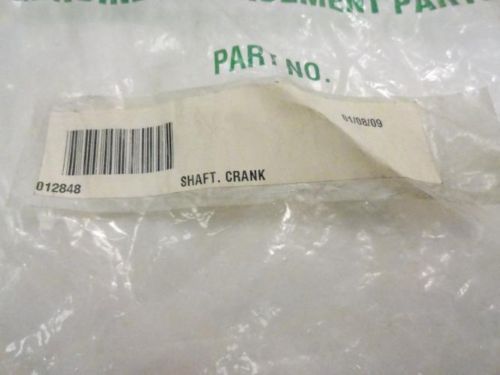 PART NO.
01/08/09
012848
SHAFT. CRANK